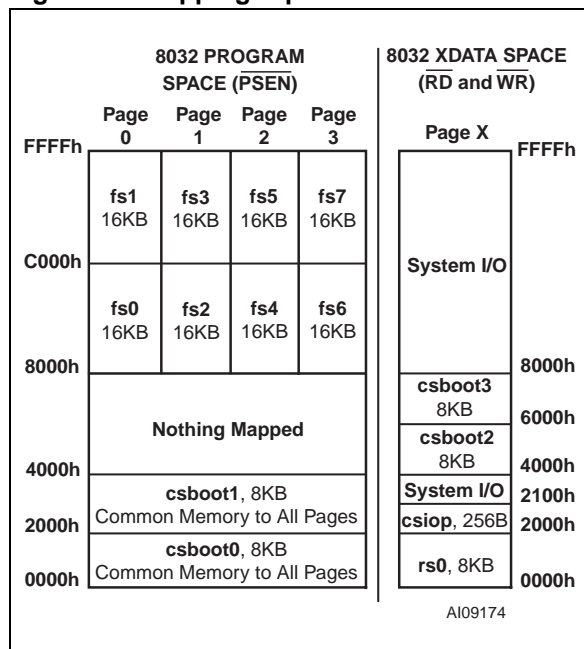 8032 PROGRAM
SPACE (PSEN)
Page 0
Page 1
Page 2
Page 3
FFFFh
fs1
16KB
fs3
16KB
fs5
16KB
fs7
16KB
C000h
fs0
16KB
fs2
16KB
fs4
16KB
fs6
16KB
8000h
Nothing Mapped
4000h
csboot1, 8KB
Common Memory to All Pages
2000h
csboot0, 8KB
Common Memory to All Pages
0000h
8032 XDATA SPACE
(RD and WR)
Page X
FFFFh
System I/O
8000h
csboot3
8KB
6000h
csboot2
8KB
4000h
System I/O
2100h
csiop, 256B
2000h
rs0, 8KB
0000h
AI09174